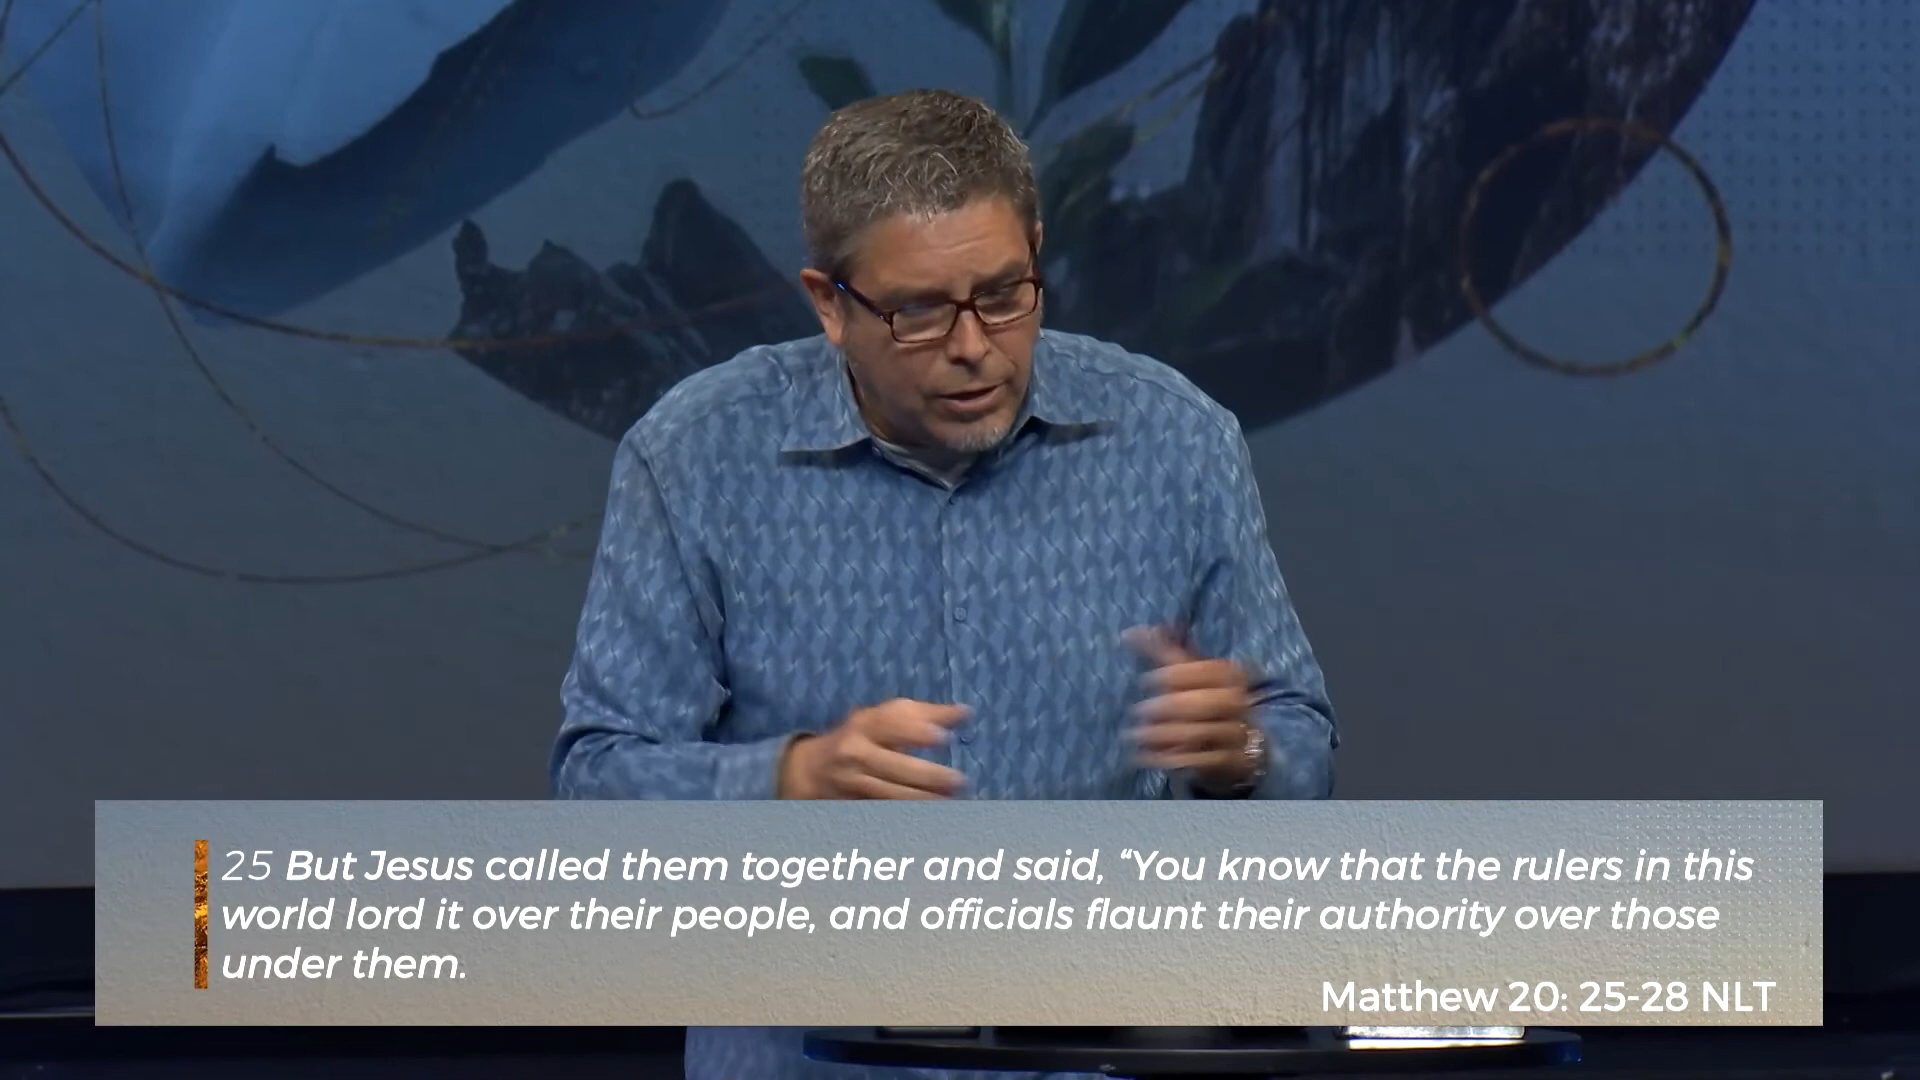 25 But Jesus called them together and said, “You know that the rulers in this
world lord it over their people, and officials flaunt their authority over those
under them.
Matthew 20: 25-28 NLT